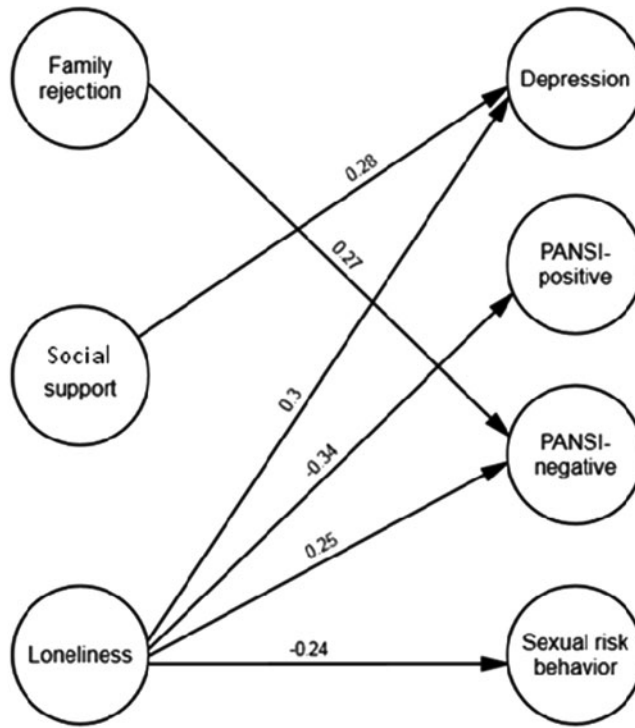 Family
rejection
Depression
0.28
0.27
PANSI-
positive
Social
support
0.3
-0.34
PANSI-
negative
0.25
Loneliness
-0.24
Sexual risk
behavior